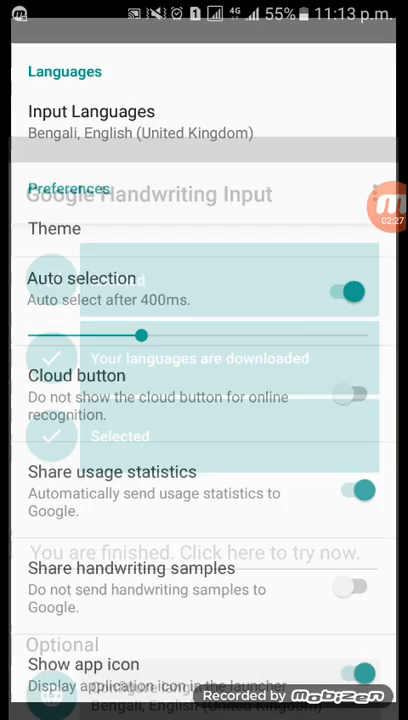 4G 55% 11:13 p.m.
Languages
Input Languages
Bengali, English (United Kingdom)
Preferences
Google Handwriting Input
Theme
02:27
Auto selection
Auto select after 400ms.
Your languages are downloaded
Cloud button
Do not show the cloud button for online
recognition.
Selected
Share usage statistics
Automatically send usage statistics to
Google.
You are finished. Click here to try now.
Share handwriting samples
Do not send handwriting samples to
Google.
Optional
Show app icon
Display application icon in the launcher
Recorded by mobizen
Bengali, English (United Kingdom)